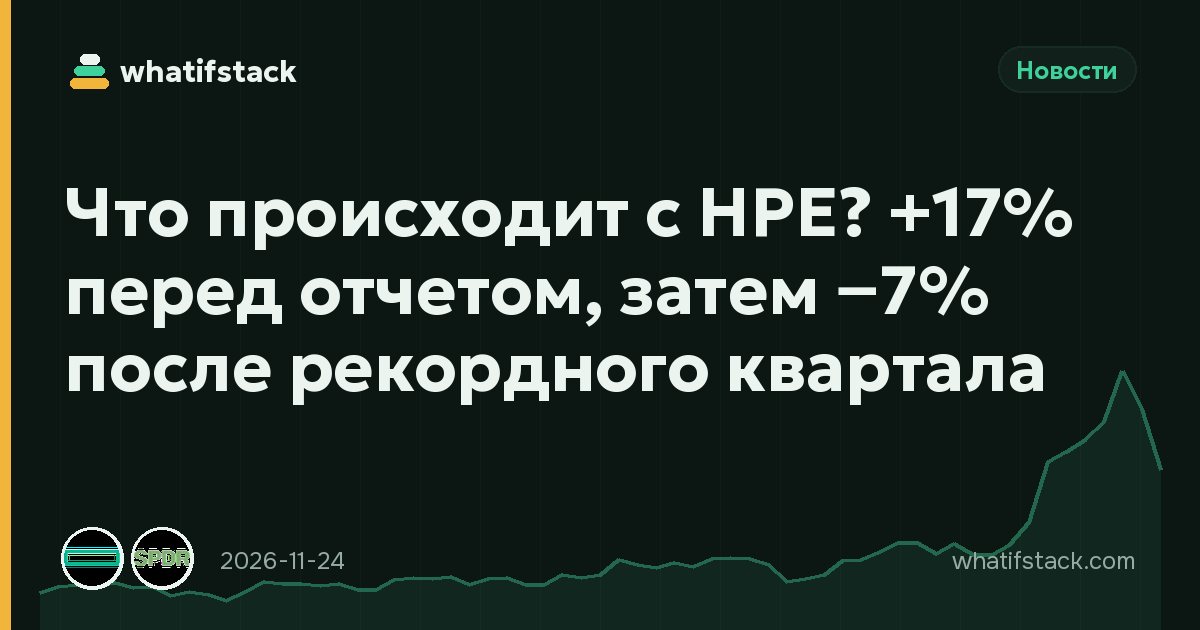 whatifstack
Новости
Что происходит с HPE? +17%
перед отчетом, затем −7%
после рекордного квартала
SPDR
2026-11-24
whatifstack.com